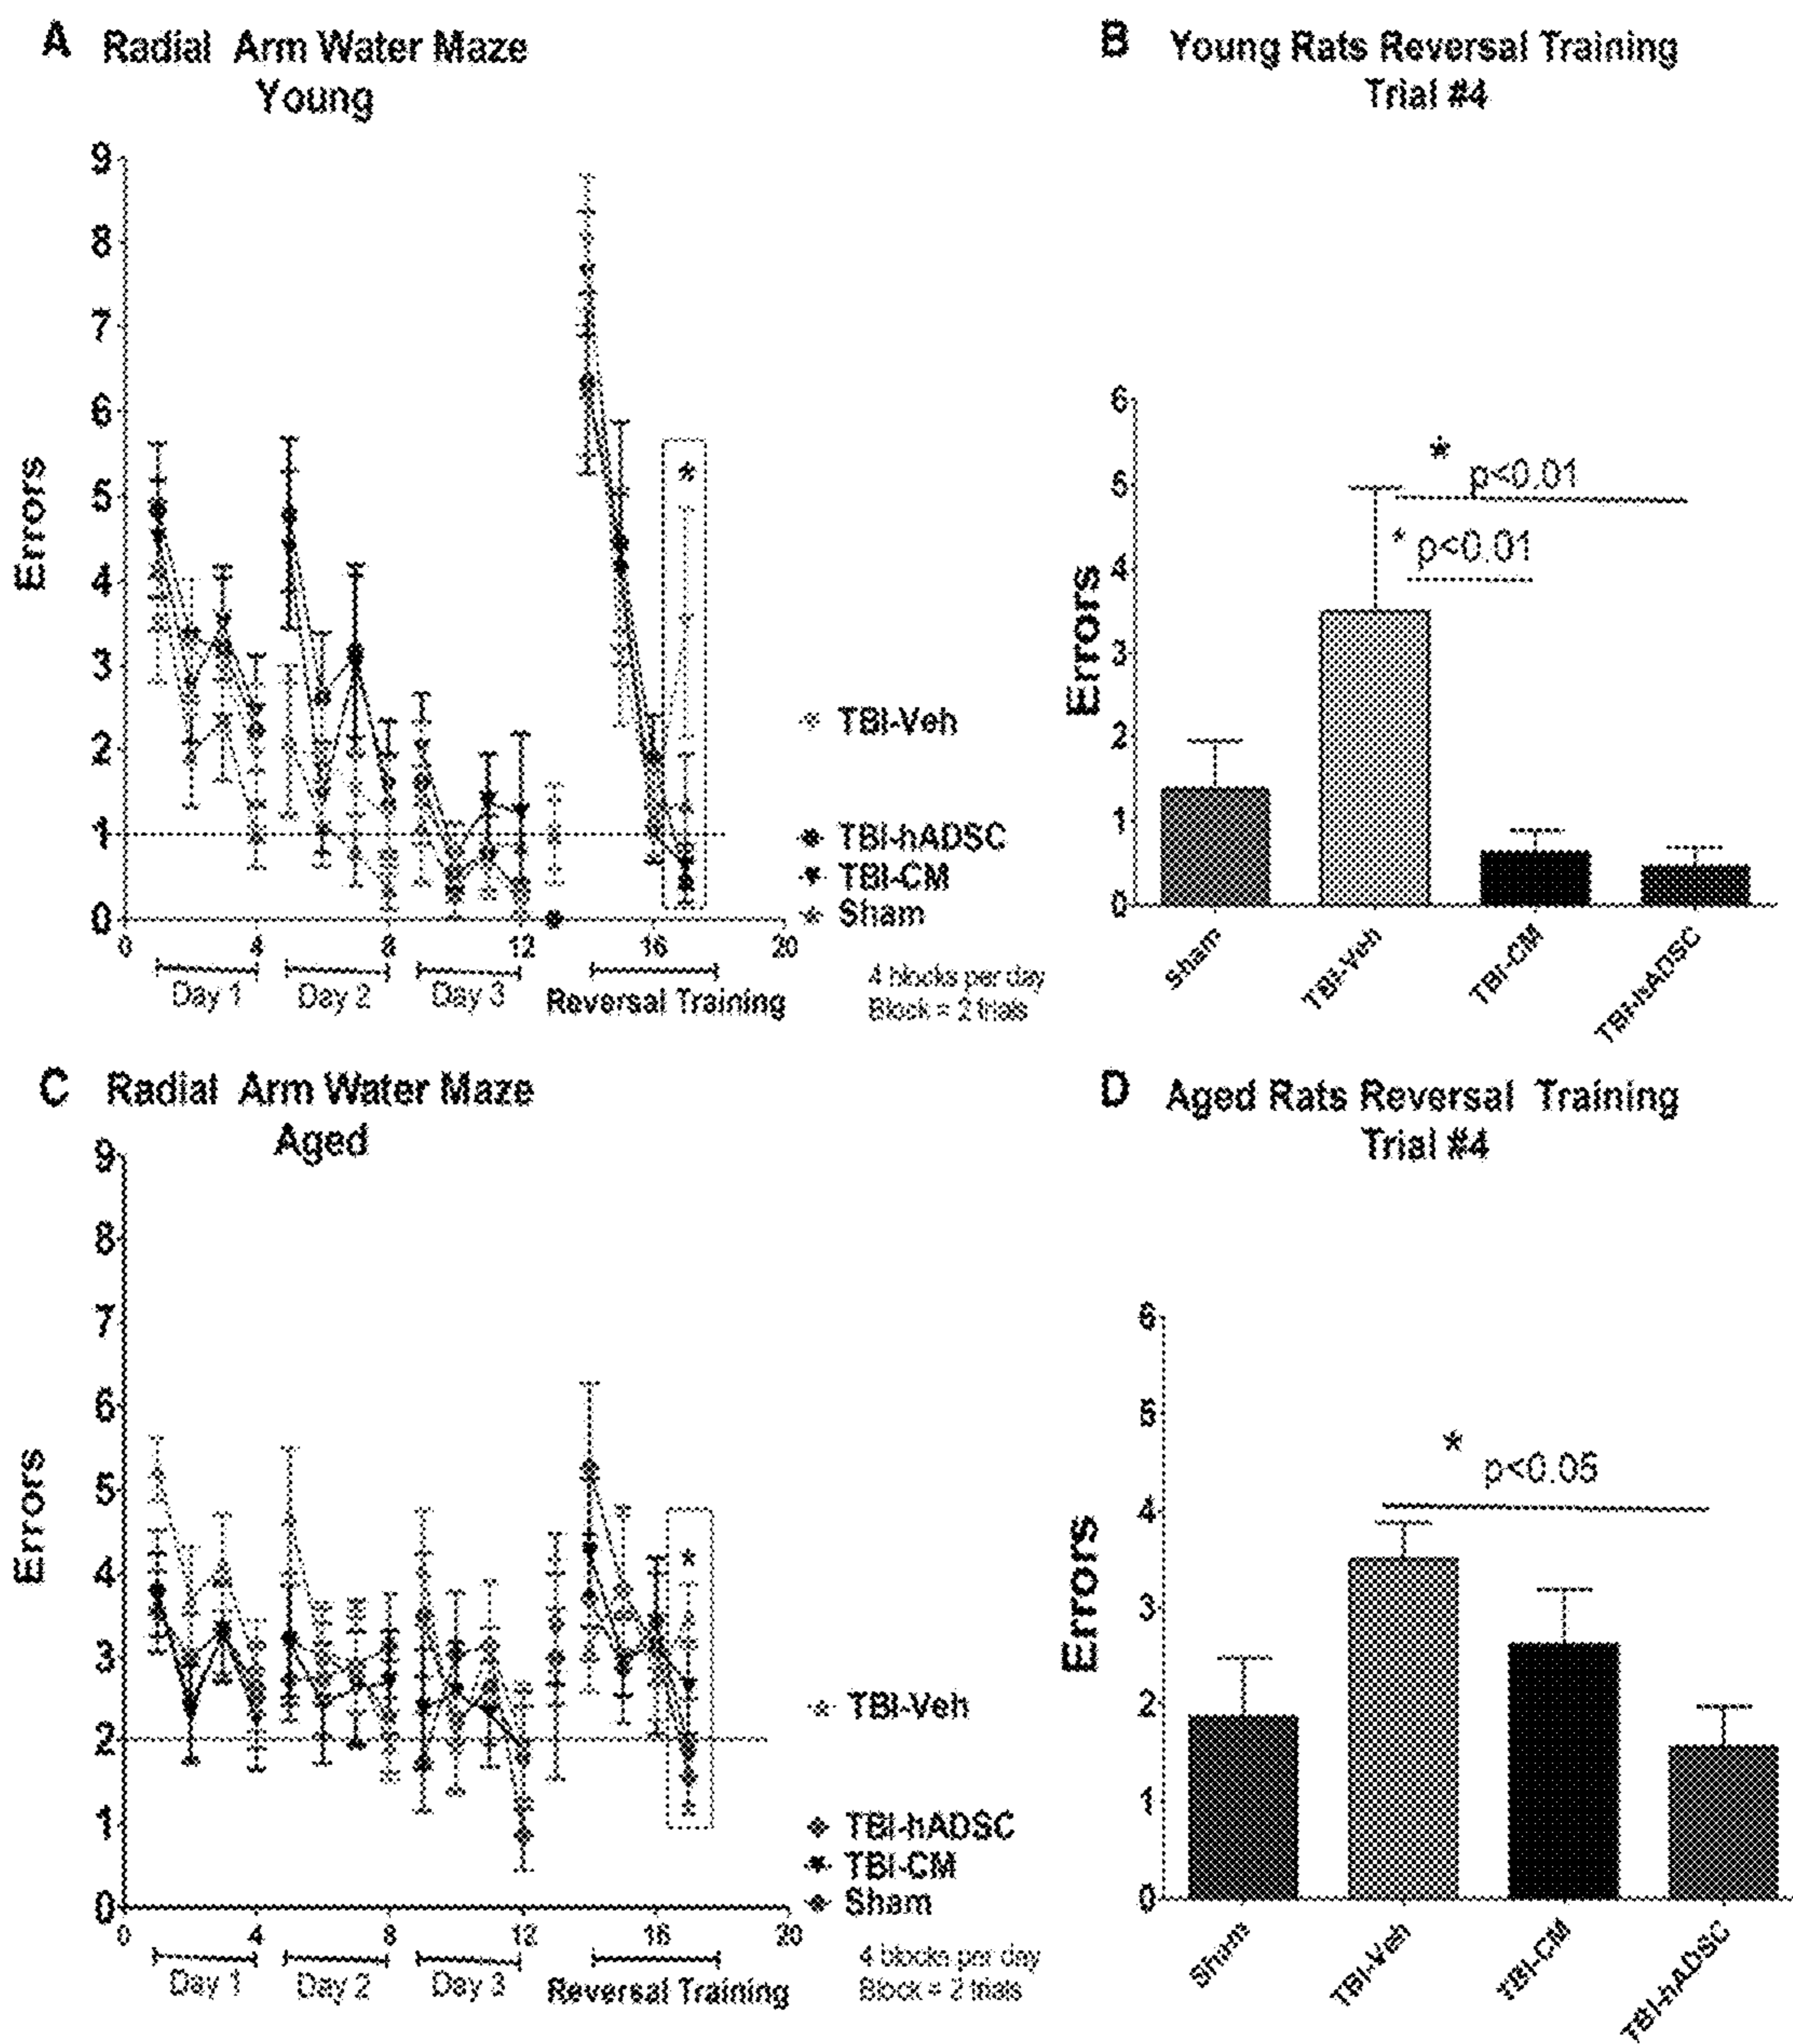 A Radial Arm Water Maze
Young
Errors
9
8
7
6
5
4
3
2
1
0
*
TBI-Veh
TBI-hADSC
TBI-CM
Sham
0 4 8 12 16 20
Day 1 Day 2 Day 3 Reversal Training
4 blocks per day
Block = 2 trials
B Young Rats Reversal Training
Trial #4
Errors
6
5
4
3
2
1
0
* p<0.01
* p<0.01
Sham TBI-Veh TBI-CM TBI-hADSC
C Radial Arm Water Maze
Aged
Errors
9
8
7
6
5
4
3
2
1
0
*
TBI-Veh
TBI-hADSC
TBI-CM
Sham
0 4 8 12 16 20
Day 1 Day 2 Day 3 Reversal Training
4 blocks per day
Block = 2 trials
D Aged Rats Reversal Training
Trial #4
Errors
6
5
4
3
2
1
0
* p<0.05
Sham TBI-Veh TBI-CM TBI-hADSC